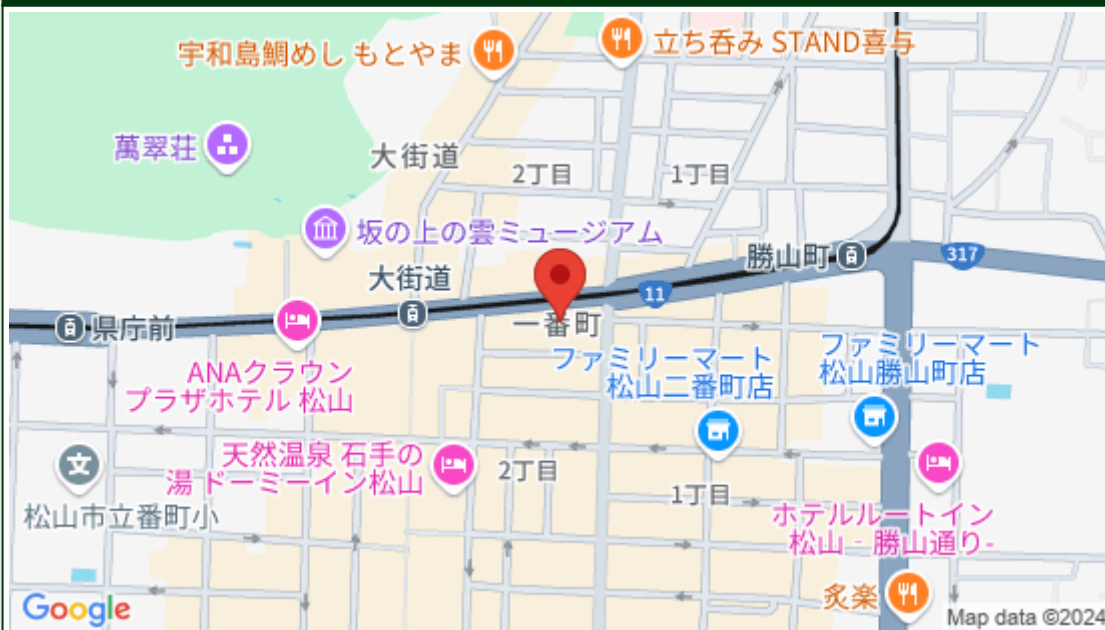 宇和島鯛めし もとやま
立ち呑み STAND喜与
萬翠荘
大街道
2丁目
1丁目
坂の上の雲ミュージアム
大街道
勝山町
317
11
県庁前
一番町
ANAクラウン
プラザホテル 松山
ファミリーマート
松山二番町店
ファミリーマート
松山勝山町店
天然温泉 石手の
湯 ドーミーイン松山
2丁目
1丁目
松山市立番町小
ホテルルートイン
松山 - 勝山通り-
炙楽
Google
Map data ©2024